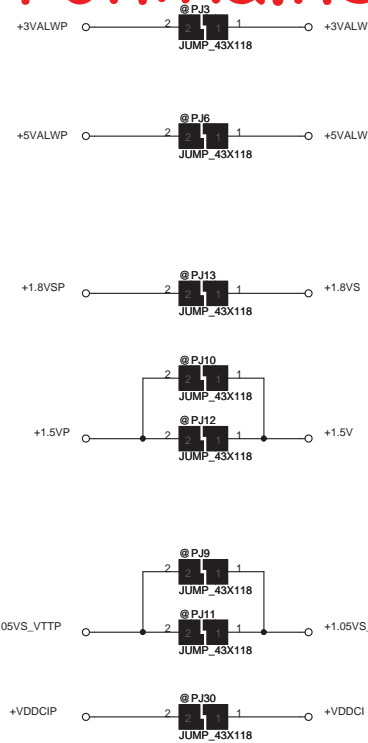 @ PJ3
+3VALWP 2 2 1 1 +3VALW
JUMP_43X118
@ PJ6
+5VALWP 2 2 1 1 +5VALW
JUMP_43X118
@ PJ13
+1.8VSP 2 2 1 1 +1.8VS
JUMP_43X118
@ PJ10
2 2 1 1
JUMP_43X118
@ PJ12
+1.5VP 2 2 1 1 +1.5V
JUMP_43X118
@ PJ9
2 2 1 1
JUMP_43X118
@ PJ11
05VS_VTTP 2 2 1 1 +1.05VS_
JUMP_43X118
@ PJ30
+VDDCIP 2 2 1 1 +VDDCI
JUMP_43X118